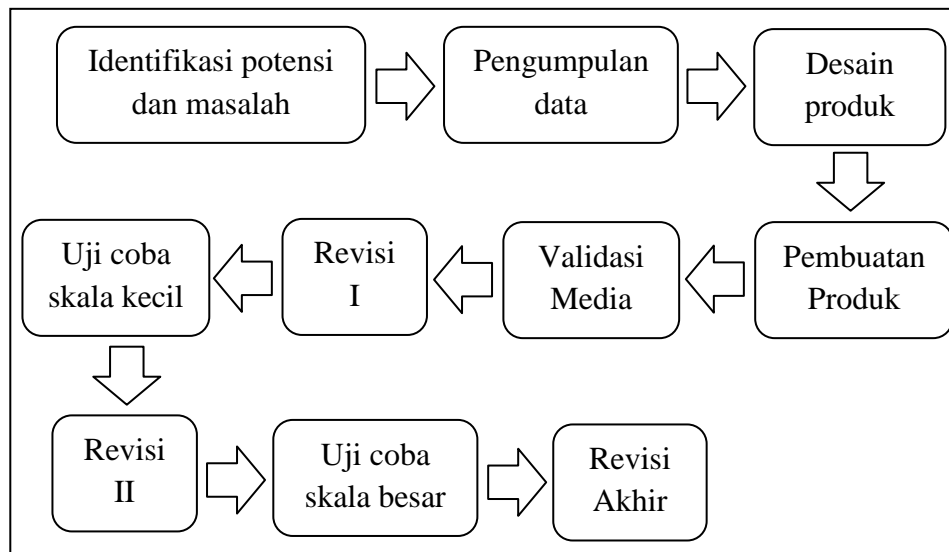 Identifikasi potensi
dan masalah
Pengumpulan
data
Desain
produk
Pembuatan
Produk
Validasi
Media
Revisi
I
Uji coba
skala kecil
Revisi
II
Uji coba
skala besar
Revisi
Akhir